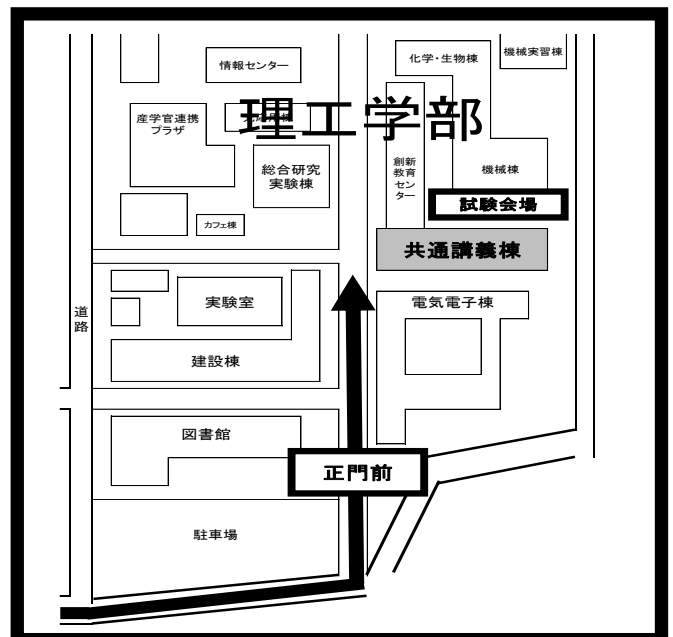 情報センター
化学・生物棟
機械実習棟
理工学部
産学官連携
プラザ
総合研究
実験棟
創新
教育
セン
ター
機械棟
試験会場
カフェ棟
共通講義棟
道
路
実験室
電気電子棟
建設棟
図書館
正門前
駐車場